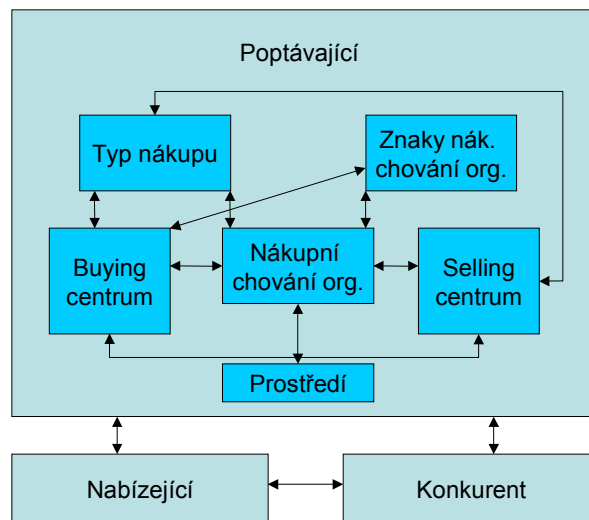 Poptávající
Typ nákupu
Znaky nák.
chování org.
Buying
centrum
Nákupní
chování org.
Selling
centrum
Prostředí
Nabízející
Konkurent